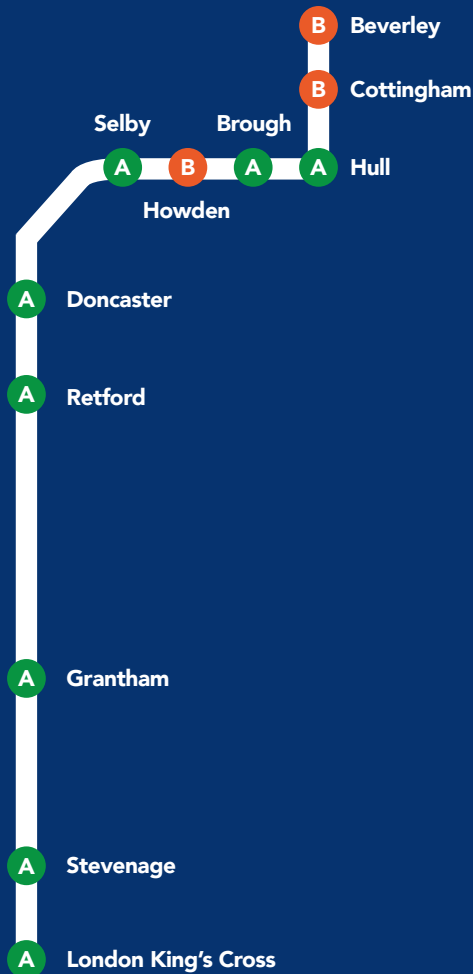 B Beverley
B Cottingham
Selby Brough
A B A A Hull
Howden
A Doncaster
A Retford
A Grantham
A Stevenage
A London King's Cross